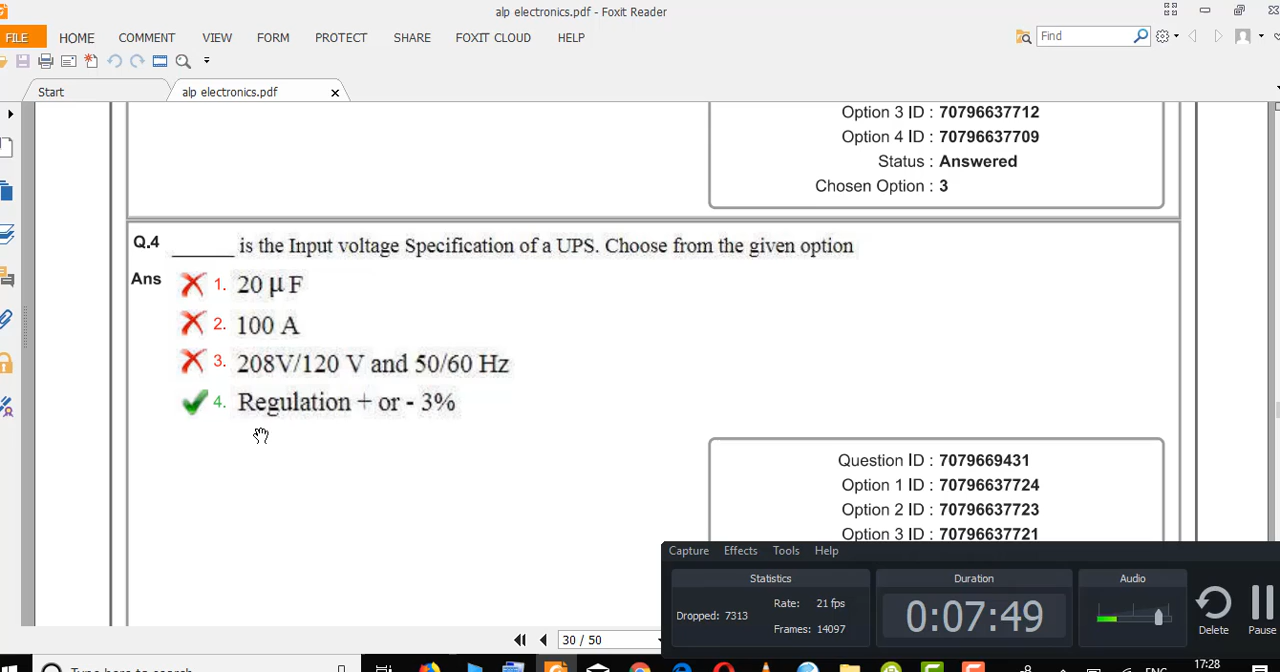 alp electronics.pdf - Foxit Reader
FILE HOME COMMENT VIEW FORM PROTECT SHARE FOXIT CLOUD HELP
Find
Start alp electronics.pdf
Option 3 ID : 70796637712
Option 4 ID : 70796637709
Status : Answered
Chosen Option : 3
Q.4 ______ is the Input voltage Specification of a UPS. Choose from the given option
Ans
1. 20 μ F
2. 100 A
3. 208V/120 V and 50/60 Hz
4. Regulation + or - 3%
Question ID : 7079669431
Option 1 ID : 70796637724
Option 2 ID : 70796637723
Option 3 ID : 70796637721
Capture Effects Tools Help
Statistics Duration Audio
Dropped: 7313
Rate: 21 fps
Frames: 14097
0:07:49
Delete Pause
30 / 50
17:28